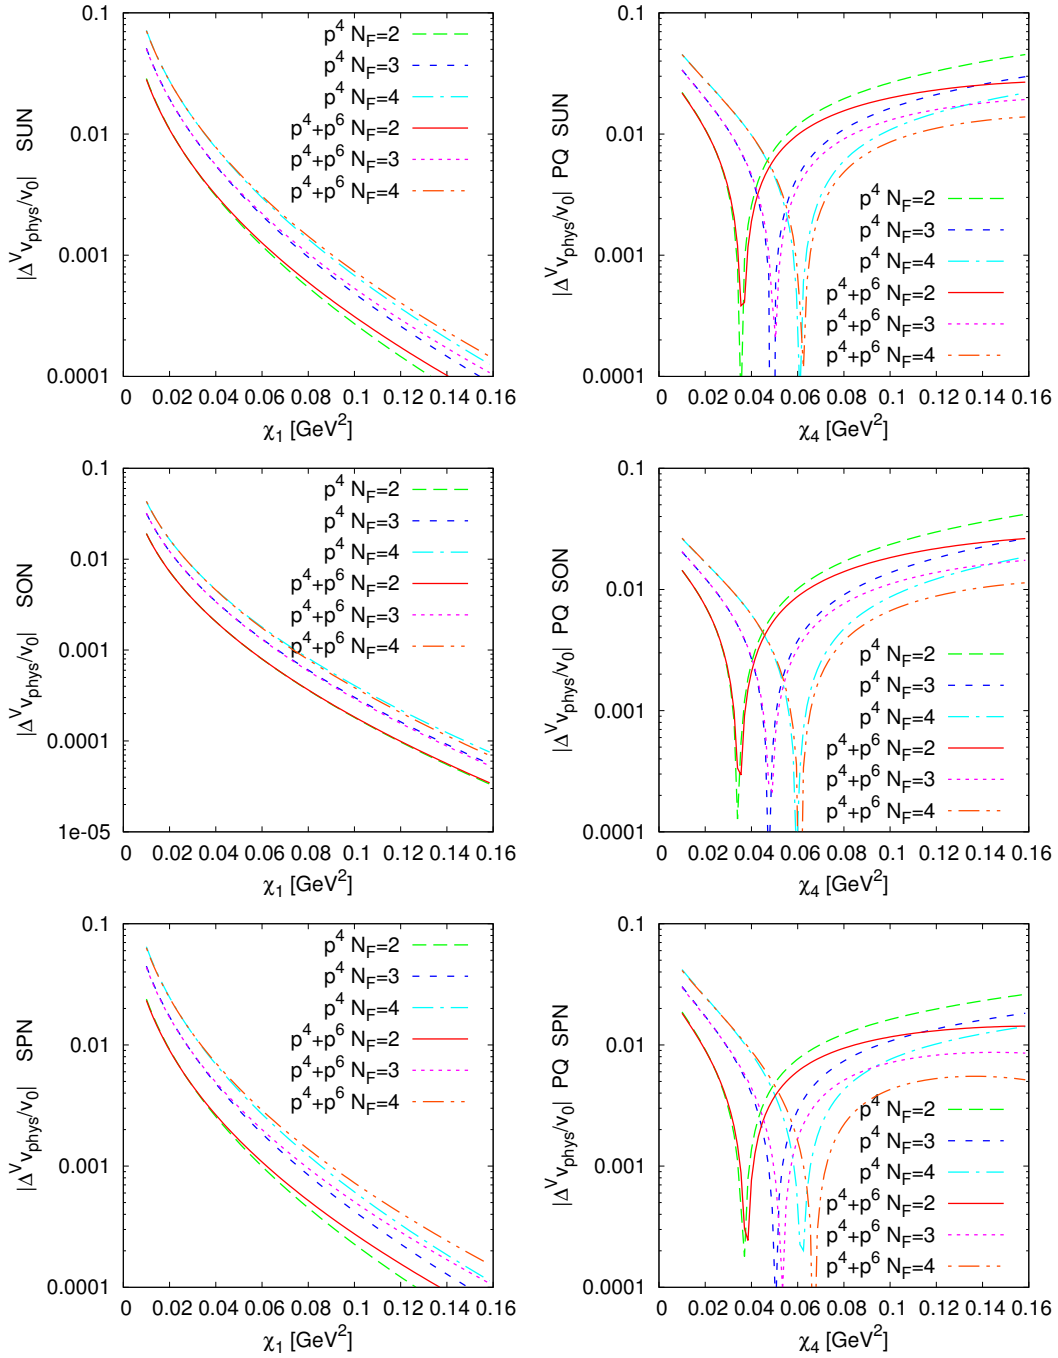 0.1
0.01
0.001
0.0001
|Δ^V v_phys/v_0| SUN
p^4 N_F=2
p^4 N_F=3
p^4 N_F=4
p^4+p^6 N_F=2
p^4+p^6 N_F=3
p^4+p^6 N_F=4
0 0.02 0.04 0.06 0.08 0.1 0.12 0.14 0.16
χ_1 [GeV^2]
0.1
0.01
0.001
0.0001
|Δ^V v_phys/v_0| PQ SUN
p^4 N_F=2
p^4 N_F=3
p^4 N_F=4
p^4+p^6 N_F=2
p^4+p^6 N_F=3
p^4+p^6 N_F=4
0 0.02 0.04 0.06 0.08 0.1 0.12 0.14 0.16
χ_4 [GeV^2]
0.1
0.01
0.001
0.0001
1e-05
|Δ^V v_phys/v_0| SON
p^4 N_F=2
p^4 N_F=3
p^4 N_F=4
p^4+p^6 N_F=2
p^4+p^6 N_F=3
p^4+p^6 N_F=4
0 0.02 0.04 0.06 0.08 0.1 0.12 0.14 0.16
χ_1 [GeV^2]
0.1
0.01
0.001
0.0001
|Δ^V v_phys/v_0| PQ SON
p^4 N_F=2
p^4 N_F=3
p^4 N_F=4
p^4+p^6 N_F=2
p^4+p^6 N_F=3
p^4+p^6 N_F=4
0 0.02 0.04 0.06 0.08 0.1 0.12 0.14 0.16
χ_4 [GeV^2]
0.1
0.01
0.001
0.0001
|Δ^V v_phys/v_0| SPN
p^4 N_F=2
p^4 N_F=3
p^4 N_F=4
p^4+p^6 N_F=2
p^4+p^6 N_F=3
p^4+p^6 N_F=4
0 0.02 0.04 0.06 0.08 0.1 0.12 0.14 0.16
χ_1 [GeV^2]
0.1
0.01
0.001
0.0001
|Δ^V v_phys/v_0| PQ SPN
p^4 N_F=2
p^4 N_F=3
p^4 N_F=4
p^4+p^6 N_F=2
p^4+p^6 N_F=3
p^4+p^6 N_F=4
0 0.02 0.04 0.06 0.08 0.1 0.12 0.14 0.16
χ_4 [GeV^2]